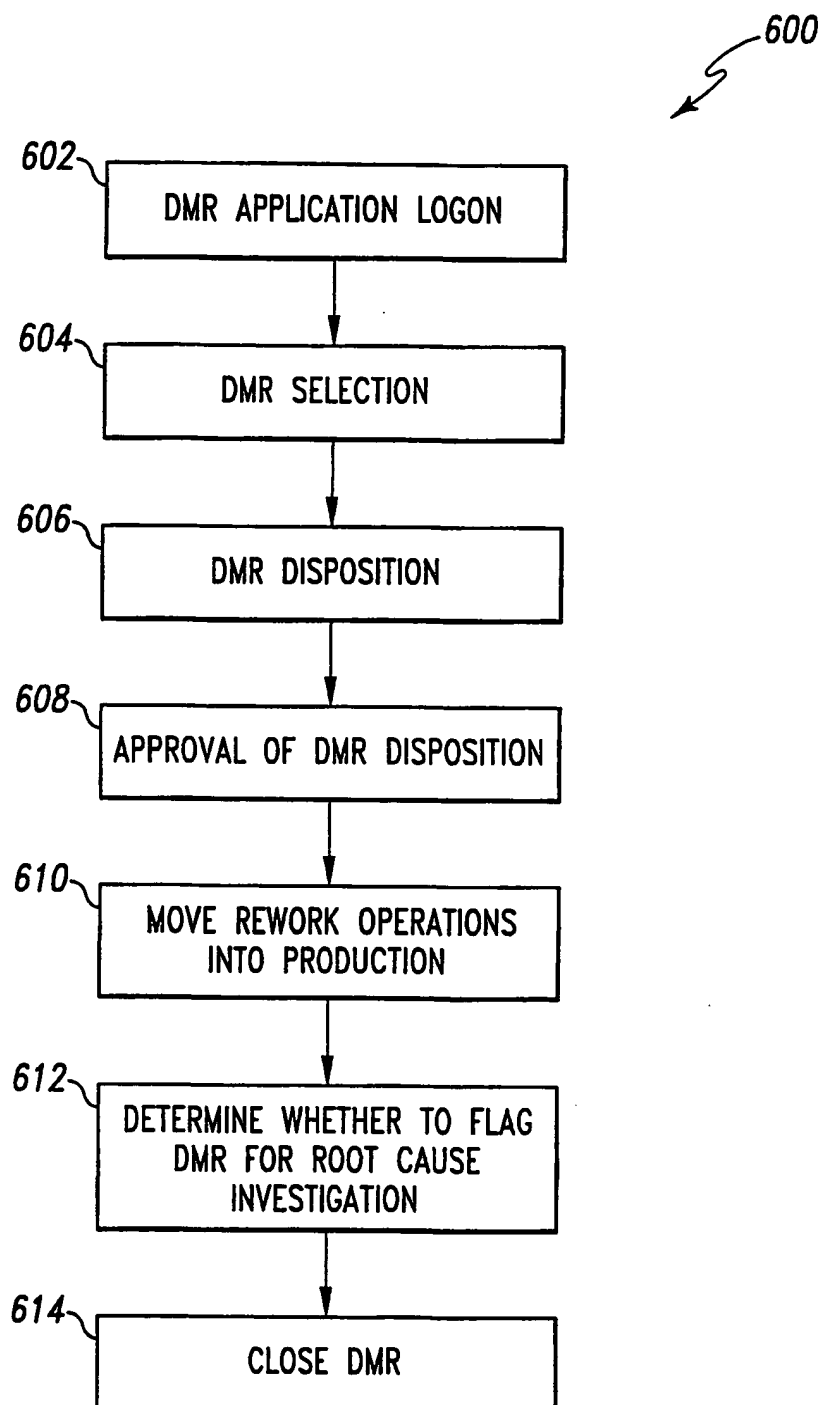 600
602
DMR APPLICATION LOGON
604
DMR SELECTION
606
DMR DISPOSITION
608
APPROVAL OF DMR DISPOSITION
610
MOVE REWORK OPERATIONS
INTO PRODUCTION
612
DETERMINE WHETHER TO FLAG
DMR FOR ROOT CAUSE
INVESTIGATION
614
CLOSE DMR